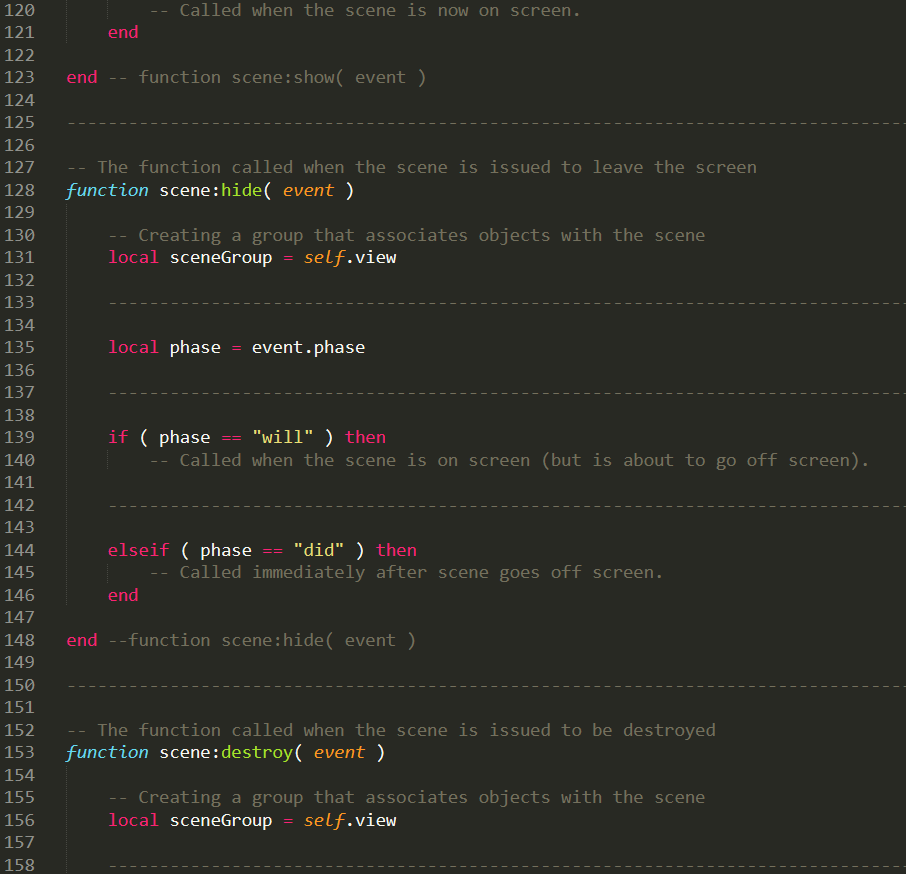 120 -- Called when the scene is now on screen.
121 end
122
123 end -- function scene:show( event )
124
125 ---------------------------------------------------------------------------------
126
127 -- The function called when the scene is issued to leave the screen
128 function scene:hide( event )
129
130 -- Creating a group that associates objects with the scene
131 local sceneGroup = self.view
132
133 -----------------------------------------------------------------------------
134
135 local phase = event.phase
136
137 -----------------------------------------------------------------------------
138
139 if ( phase == "will" ) then
140 -- Called when the scene is on screen (but is about to go off screen).
141
142 -----------------------------------------------------------------------------
143
144 elseif ( phase == "did" ) then
145 -- Called immediately after scene goes off screen.
146 end
147
148 end --function scene:hide( event )
149
150 ---------------------------------------------------------------------------------
151
152 -- The function called when the scene is issued to be destroyed
153 function scene:destroy( event )
154
155 -- Creating a group that associates objects with the scene
156 local sceneGroup = self.view
157
158 -----------------------------------------------------------------------------